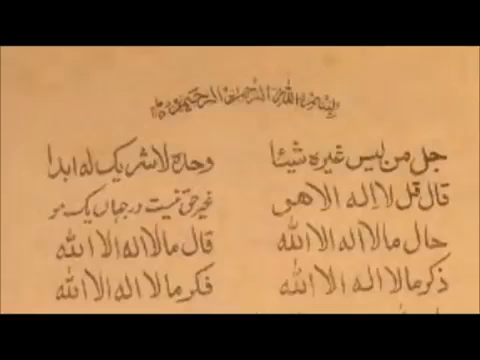 بسم الله الرحمن الرحیم
جل من لیس غیره شیئا وحده لا شریک له ابدا
قال قل لا اله الا هی غیر حق نیست در جهان یک مو
حال ما لا اله الا الله قال ما لا اله الا الله
ذکر ما لا اله الا الله فکر ما لا اله الا الله